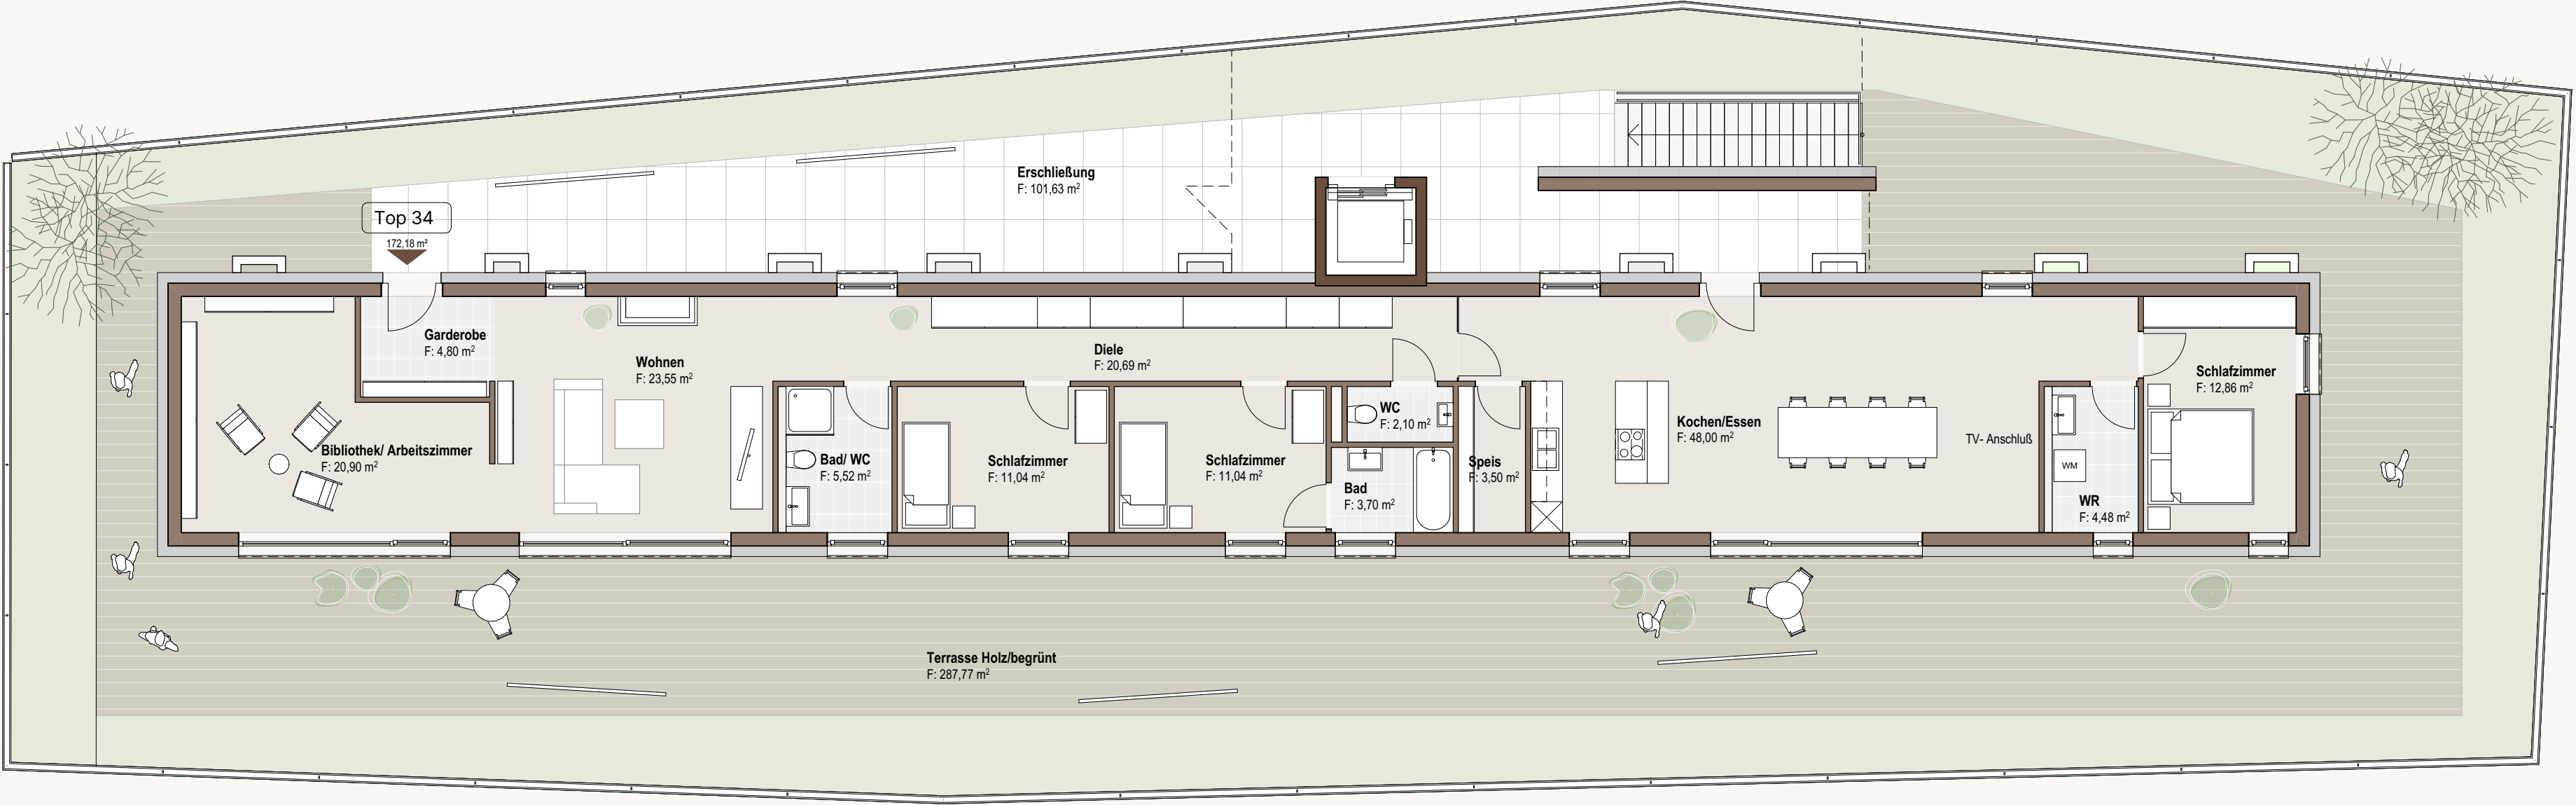 Erschließung
F: 101,63 m²
Top 34
172,18 m²
Garderobe
F: 4,80 m²
Wohnen
F: 23,55 m²
Diele
F: 20,69 m²
Schlafzimmer
F: 12,86 m²
Bibliothek/ Arbeitszimmer
F: 20,90 m²
Bad/ WC
F: 5,52 m²
Schlafzimmer
F: 11,04 m²
Schlafzimmer
F: 11,04 m²
WC
F: 2,10 m²
Bad
F: 3,70 m²
Speis
F: 3,50 m²
Kochen/Essen
F: 48,00 m²
TV- Anschluß
WM
WR
F: 4,48 m²
Terrasse Holz/begrünt
F: 287,77 m²